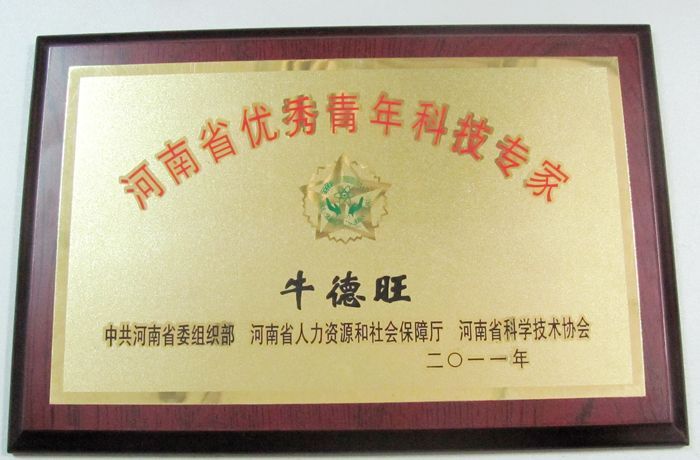 河南省优秀青年科技专家
牛德旺
中共河南省委组织部 河南省人力资源和社会保障厅 河南省科学技术协会
二〇一一年